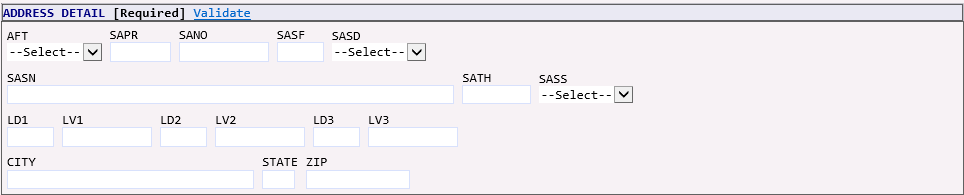 ADDRESS DETAIL [Required] Validate
AFT SAPR SANO SASF SASD
--Select-- --Select--
SASN SATH SASS
--Select--
LD1 LV1 LD2 LV2 LD3 LV3
CITY STATE ZIP